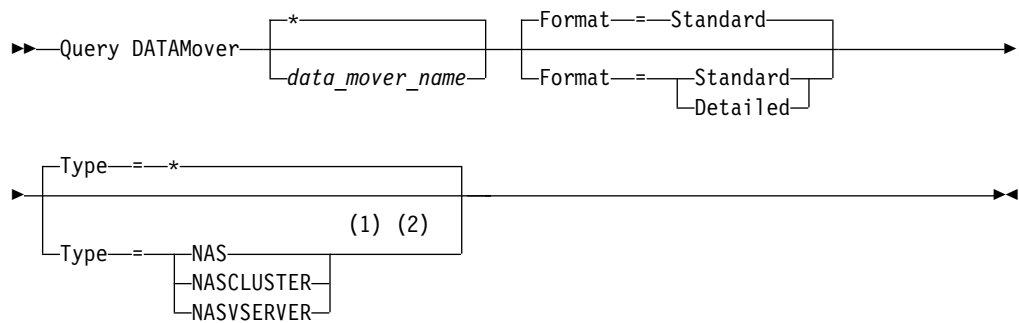 * Format = Standard
Query DATAMover
data_mover_name Format = Standard
Detailed
Type = *
(1) (2)
Type = NAS
NASCLUSTER
NASVSERVER